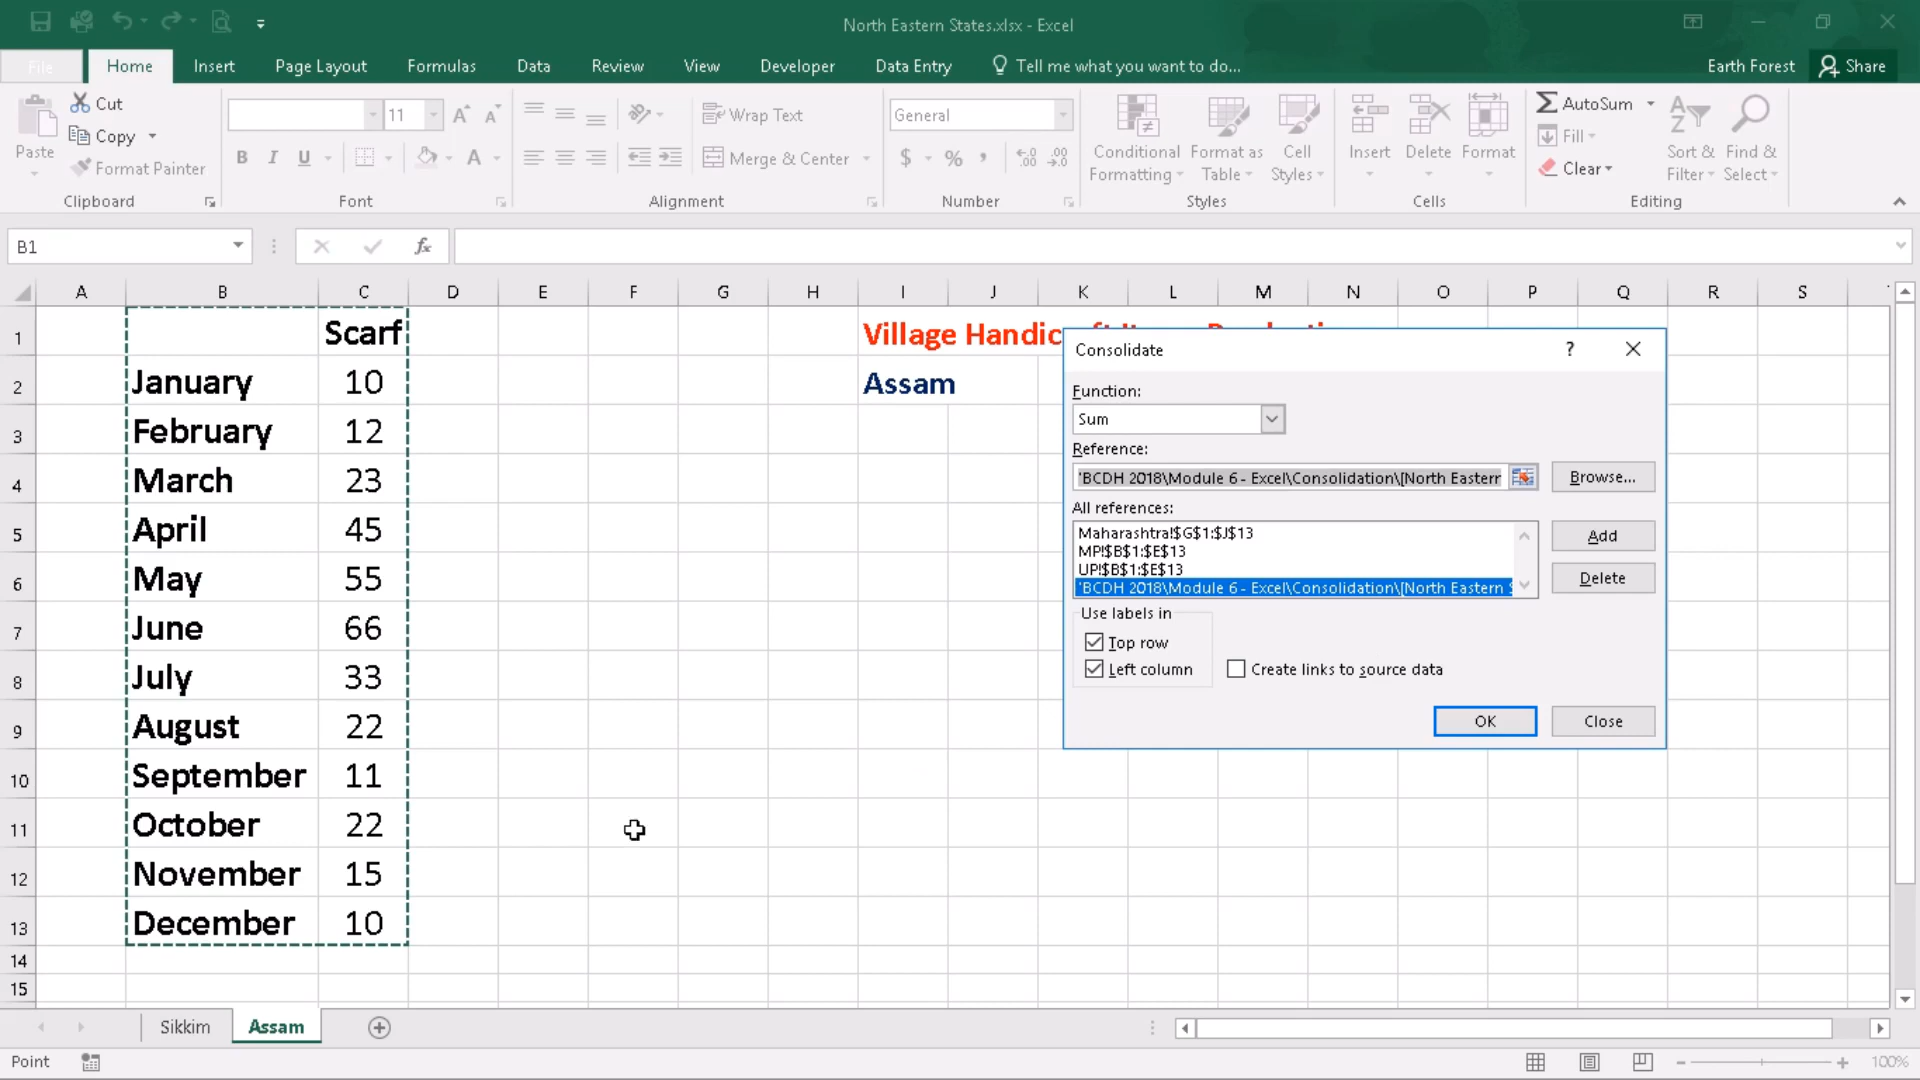 North Eastern States.xlsx - Excel
File Home Insert Page Layout Formulas Data Review View Developer Data Entry Tell me what you want to do... Earth Forest Share
Cut
Copy
Format Painter
Paste
Clipboard
11
B I U A
Font
Wrap Text
Merge & Center
Alignment
General
$ % ,
Number
Conditional Formatting
Format as Table
Cell Styles
Styles
Insert Delete Format
Cells
AutoSum
Fill
Clear
Sort & Filter
Find & Select
Editing
B1
fx
A B C D E F G H I J K L M N O P Q R S
1 Scarf Village Handic
2 January 10 Assam
3 February 12
4 March 23
5 April 45
6 May 55
7 June 66
8 July 33
9 August 22
10 September 11
11 October 22
12 November 15
13 December 10
14
15
Consolidate ?
Function:
Sum
Reference:
'BCDH 2018\Module 6 - Excel\Consolidation\[North Eastern Browse...
All references:
Maharashtra!$G$1:$J$13
MP!$B$1:$E$13
UP!$B$1:$E$13
'BCDH 2018\Module 6 - Excel\Consolidation\[North Eastern
Add
Delete
Use labels in
Top row
Left column Create links to source data
OK Close
Sikkim Assam
Point 100%